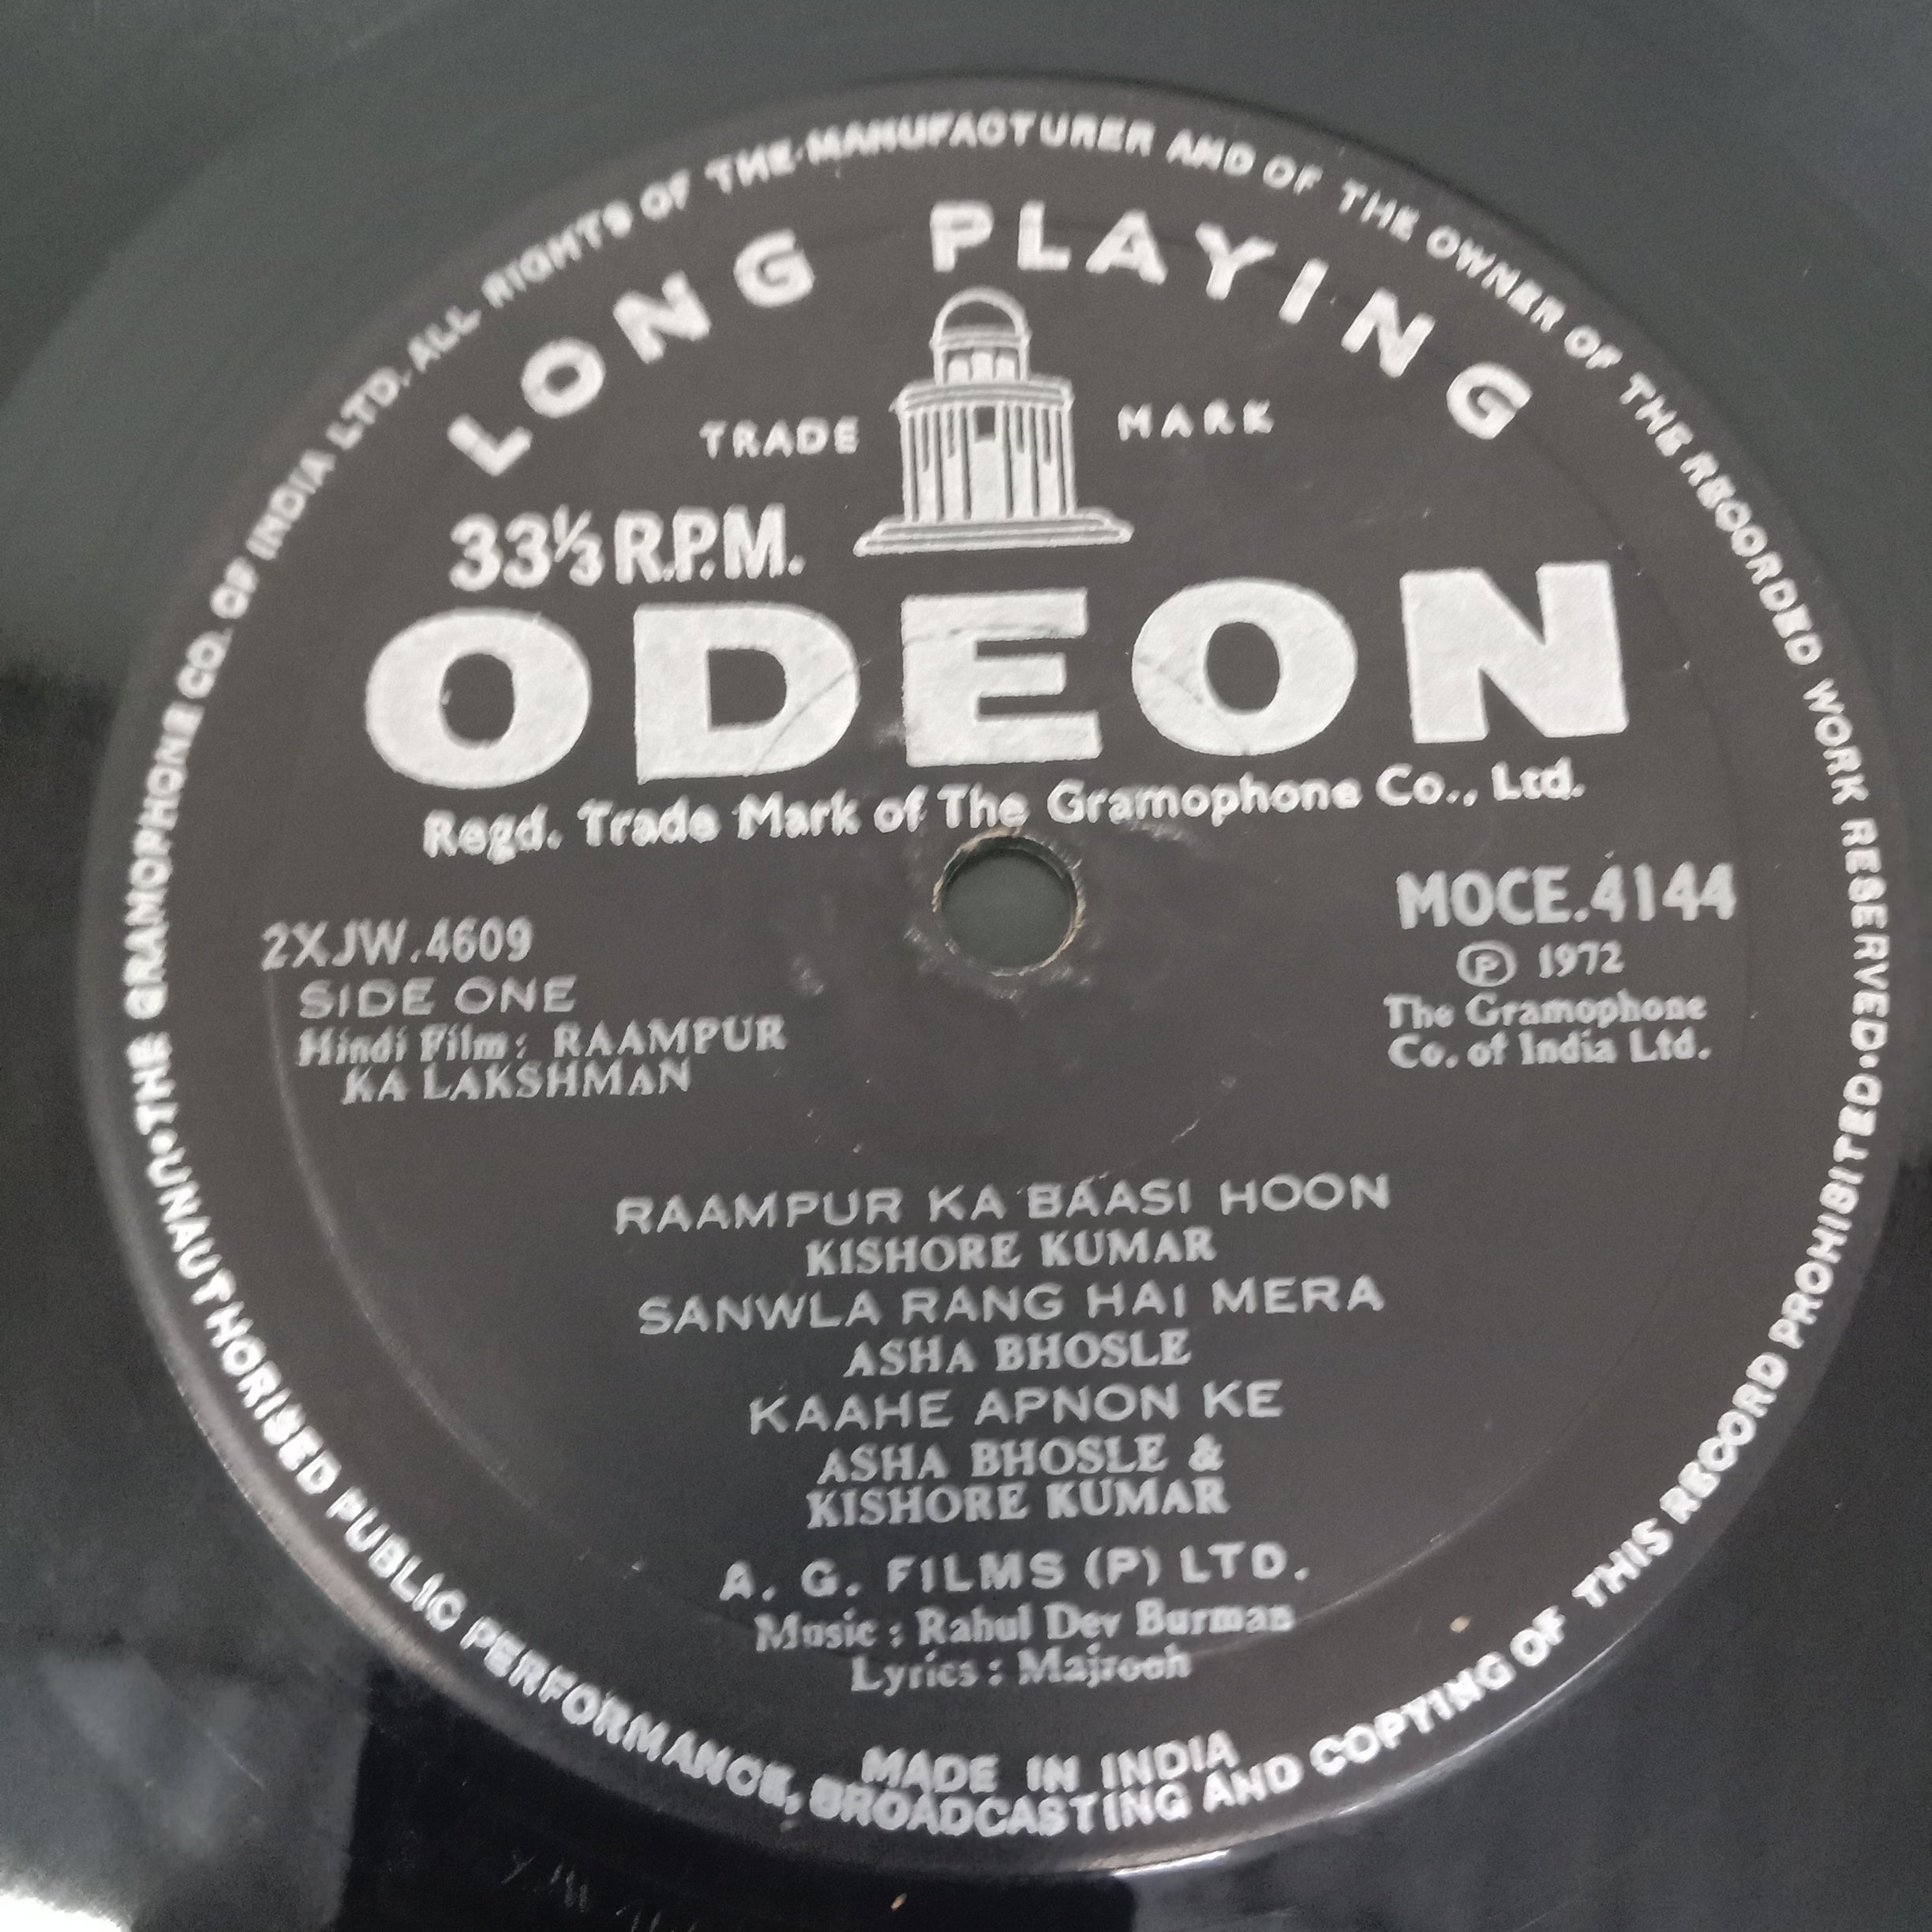 THE GRAMOPHONE CO. OF INDIA LTD. ALL RIGHTS OF THE MANUFACTURER AND OF THE OWNER OF THE RECORDED WORK RESERVED.
LONG PLAYING
TRADE MARK
33⅓ R.P.M.
ODEON
Regd. Trade Mark of The Gramophone Co., Ltd.
2XJW.4609
SIDE ONE
Hindi Film: RAAMPUR
KA LAKSHMAN
MOCE.4144
Ⓟ 1972
The Gramophone
Co. of India Ltd.
RAAMPUR KA BAASI HOON
KISHORE KUMAR
SANWLA RANG HAI MERA
ASHA BHOSLE
KAAHE APNON KE
ASHA BHOSLE &
KISHORE KUMAR
A. G. FILMS (P) LTD.
Music : Rahul Dev Burman
Lyrics : Majrooh
MADE IN INDIA
UNAUTHORISED PUBLIC PERFORMANCE, BROADCASTING AND COPYING OF THIS RECORD PROHIBITED.